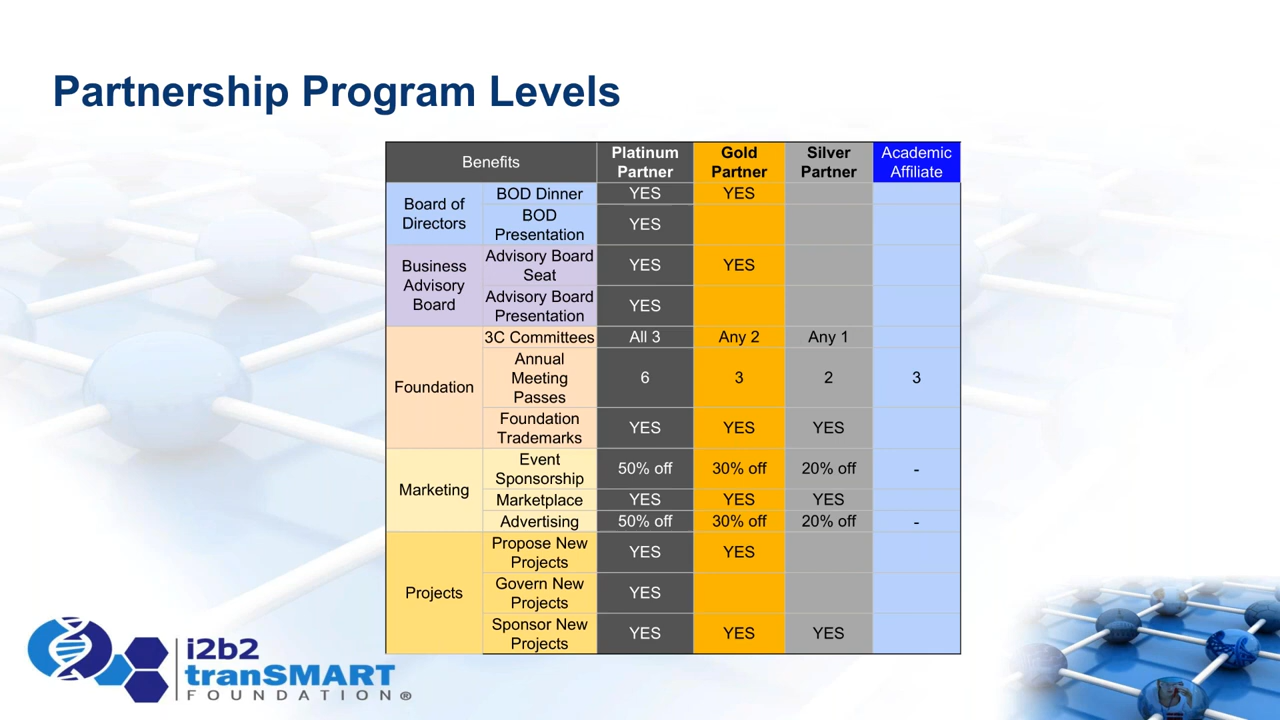 Partnership Program Levels
Benefits
Platinum
Partner
Gold
Partner
Silver
Partner
Academic
Affiliate
Board of
Directors
BOD Dinner
YES
YES
BOD
Presentation
YES
Business
Advisory
Board
Advisory Board
Seat
YES
YES
Advisory Board
Presentation
YES
Foundation
3C Committees
All 3
Any 2
Any 1
Annual
Meeting
Passes
6
3
2
3
Foundation
Trademarks
YES
YES
YES
Marketing
Event
Sponsorship
50% off
30% off
20% off
-
Marketplace
YES
YES
YES
Advertising
50% off
30% off
20% off
-
Projects
Propose New
Projects
YES
YES
Govern New
Projects
YES
Sponsor New
Projects
YES
YES
YES
i2b2
tranSMART
FOUNDATION®